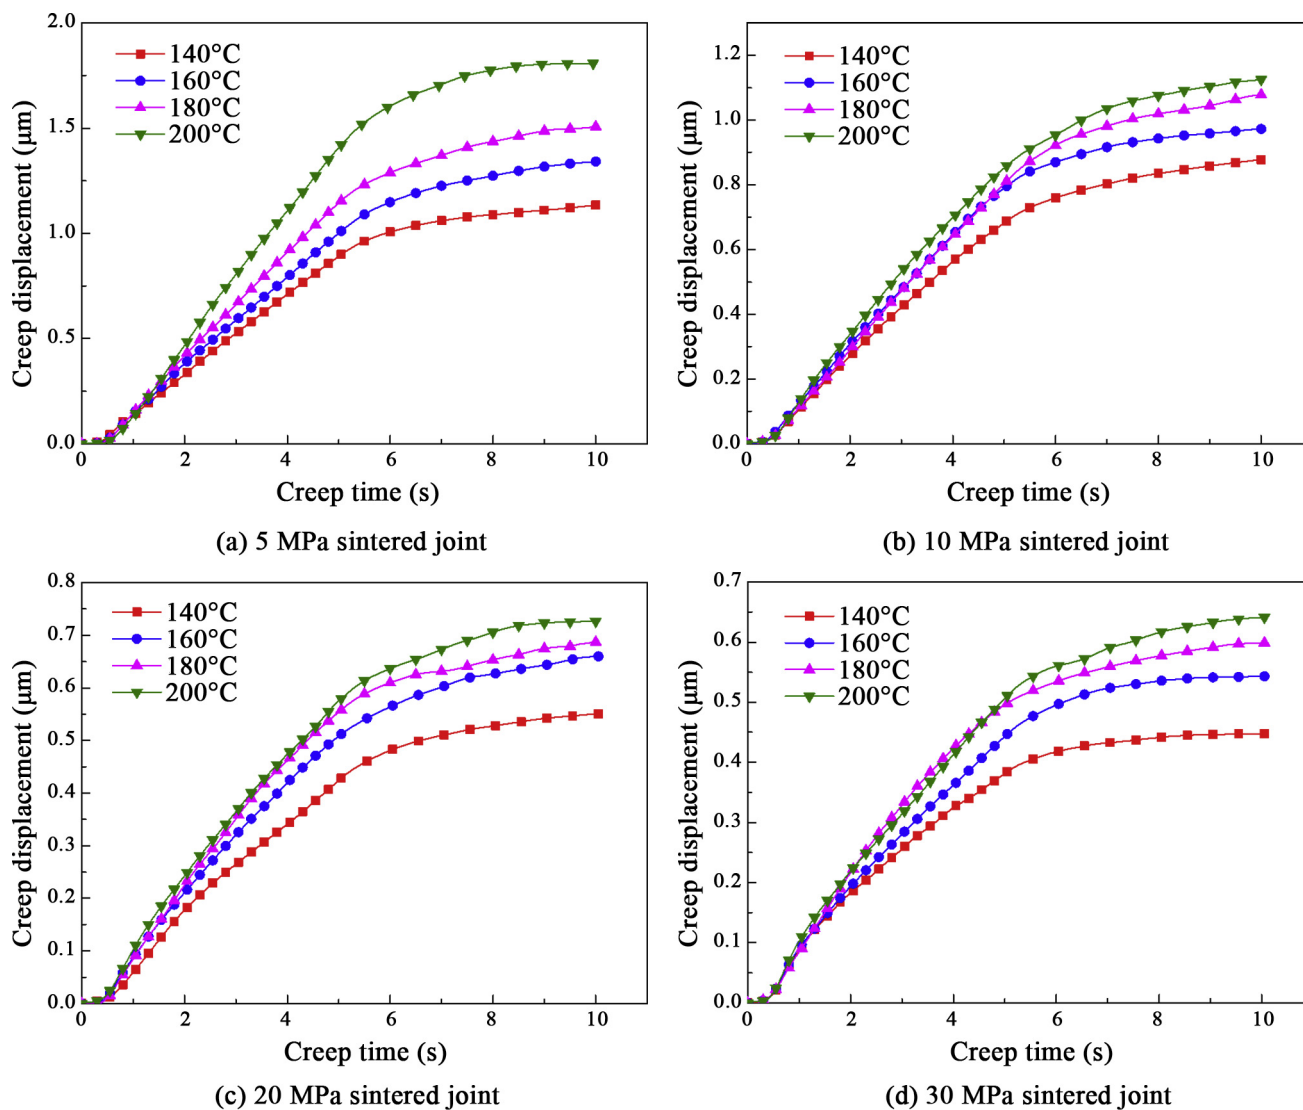 2.0
1.5
1.0
0.5
0.0
Creep displacement (μm)
140°C
160°C
180°C
200°C
0 2 4 6 8 10
Creep time (s)
(a) 5 MPa sintered joint
1.2
1.0
0.8
0.6
0.4
0.2
0.0
Creep displacement (μm)
140°C
160°C
180°C
200°C
0 2 4 6 8 10
Creep time (s)
(b) 10 MPa sintered joint
0.8
0.7
0.6
0.5
0.4
0.3
0.2
0.1
0.0
Creep displacement (μm)
140°C
160°C
180°C
200°C
0 2 4 6 8 10
Creep time (s)
(c) 20 MPa sintered joint
0.7
0.6
0.5
0.4
0.3
0.2
0.1
0.0
Creep displacement (μm)
140°C
160°C
180°C
200°C
0 2 4 6 8 10
Creep time (s)
(d) 30 MPa sintered joint